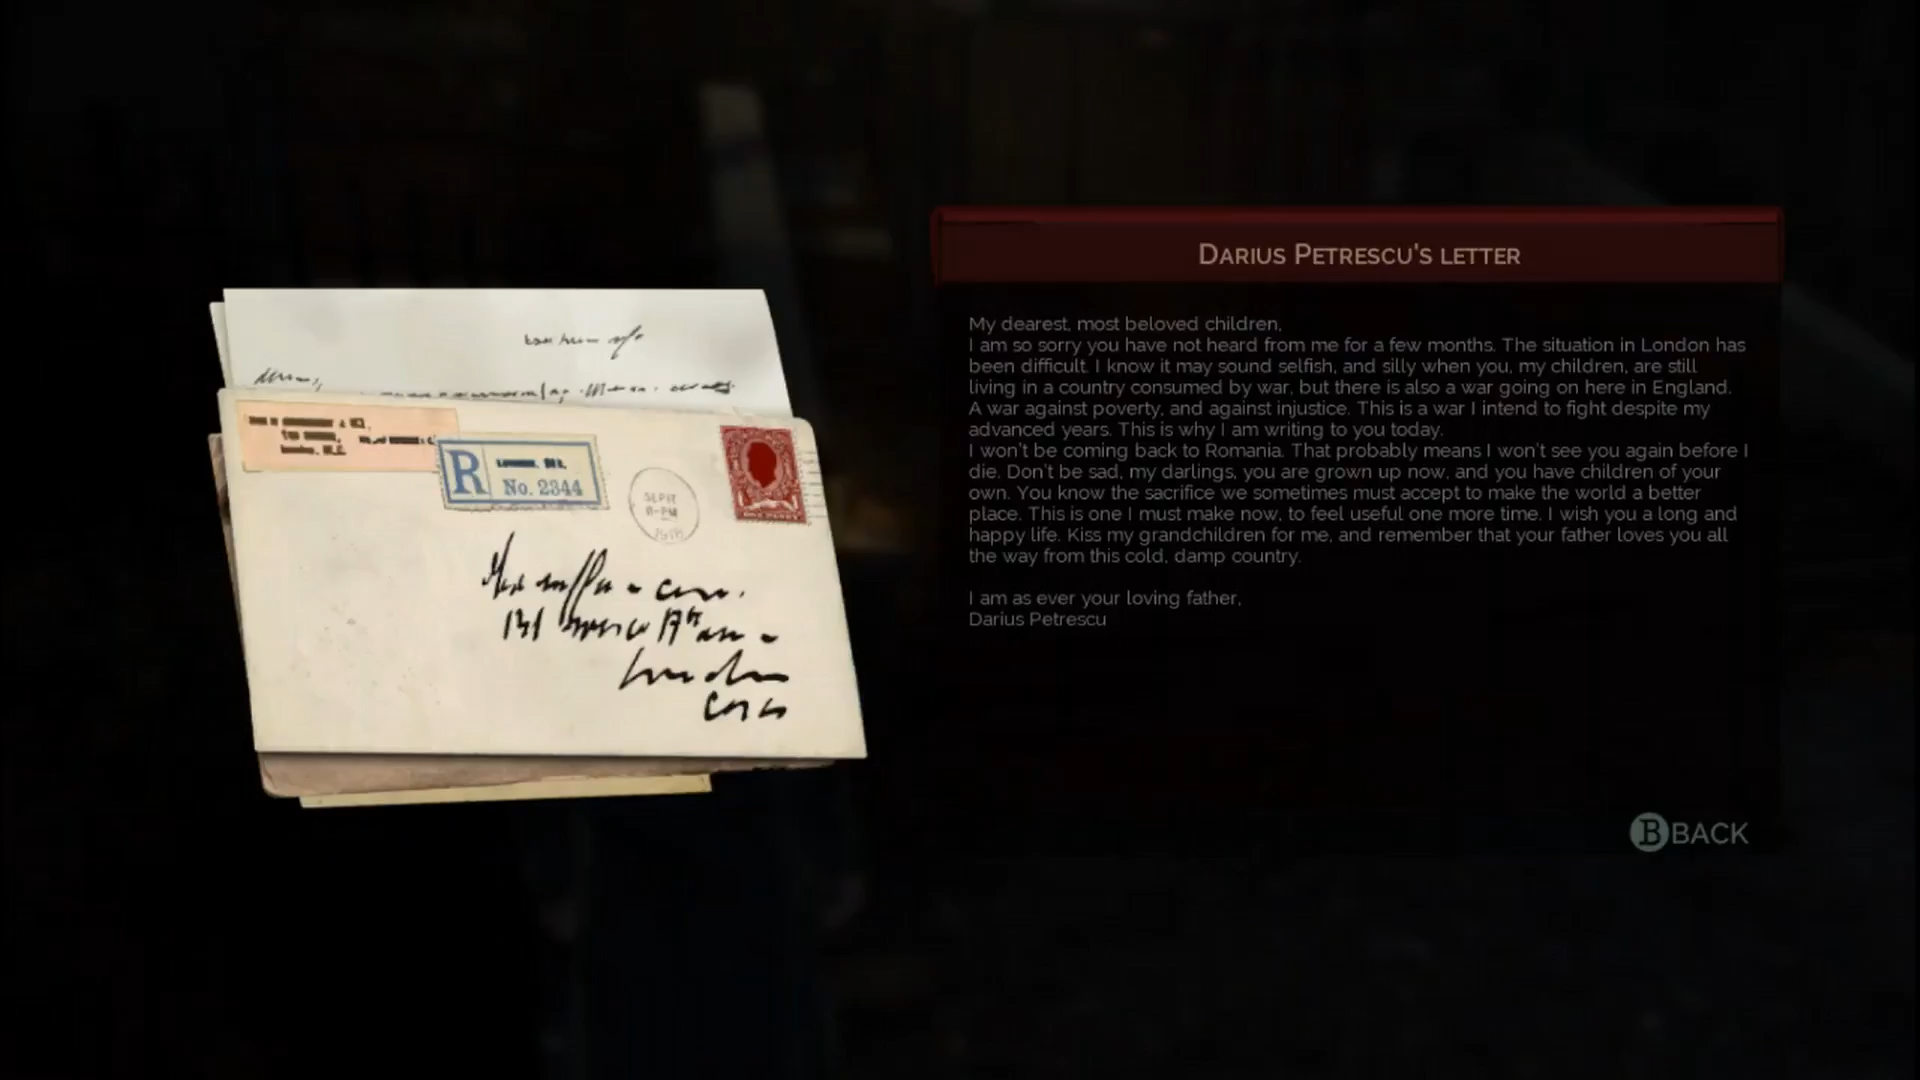 DARIUS PETRESCU'S LETTER
My dearest, most beloved children,
I am so sorry you have not heard from me for a few months. The situation in London has
been difficult. I know it may sound selfish, and silly when you, my children, are still
living in a country consumed by war, but there is also a war going on here in England.
A war against poverty, and against injustice. This is a war I intend to fight despite my
advanced years. This is why I am writing to you today.
I won't be coming back to Romania. That probably means I won't see you again before I
die. Don't be sad, my darlings, you are grown up now, and you have children of your
own. You know the sacrifice we sometimes must accept to make the world a better
place. This is one I must make now, to feel useful one more time. I wish you a long and
happy life. Kiss my grandchildren for me, and remember that your father loves you all
the way from this cold, damp country.
I am as ever your loving father,
Darius Petrescu
R
No. 2344
SEP
8-PM
1918
ONE PENNY
B BACK